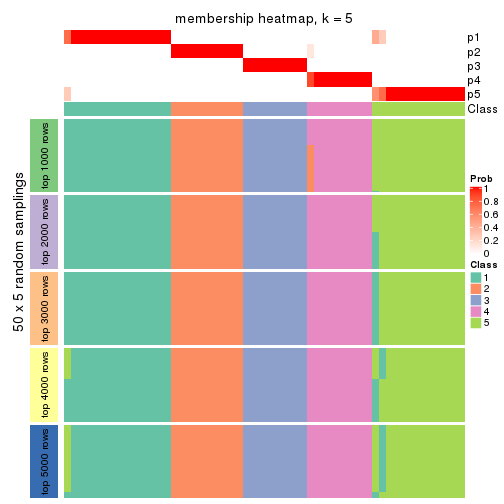 membership heatmap, k = 5
p1
p2
p3
p4
p5
Class
50 x 5 random samplings
top 1000 rows
top 2000 rows
top 3000 rows
top 4000 rows
top 5000 rows
Prob
1
0.8
0.6
0.4
0.2
0
Class
1
2
3
4
5